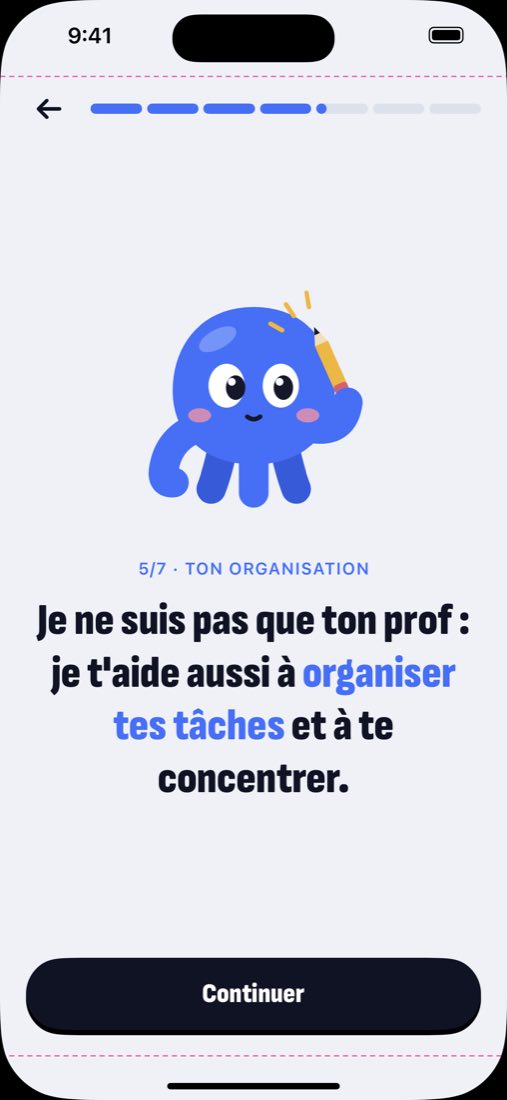 9:41
5/7 · TON ORGANISATION
Je ne suis pas que ton prof :
je t'aide aussi à organiser
tes tâches et à te
concentrer.
Continuer